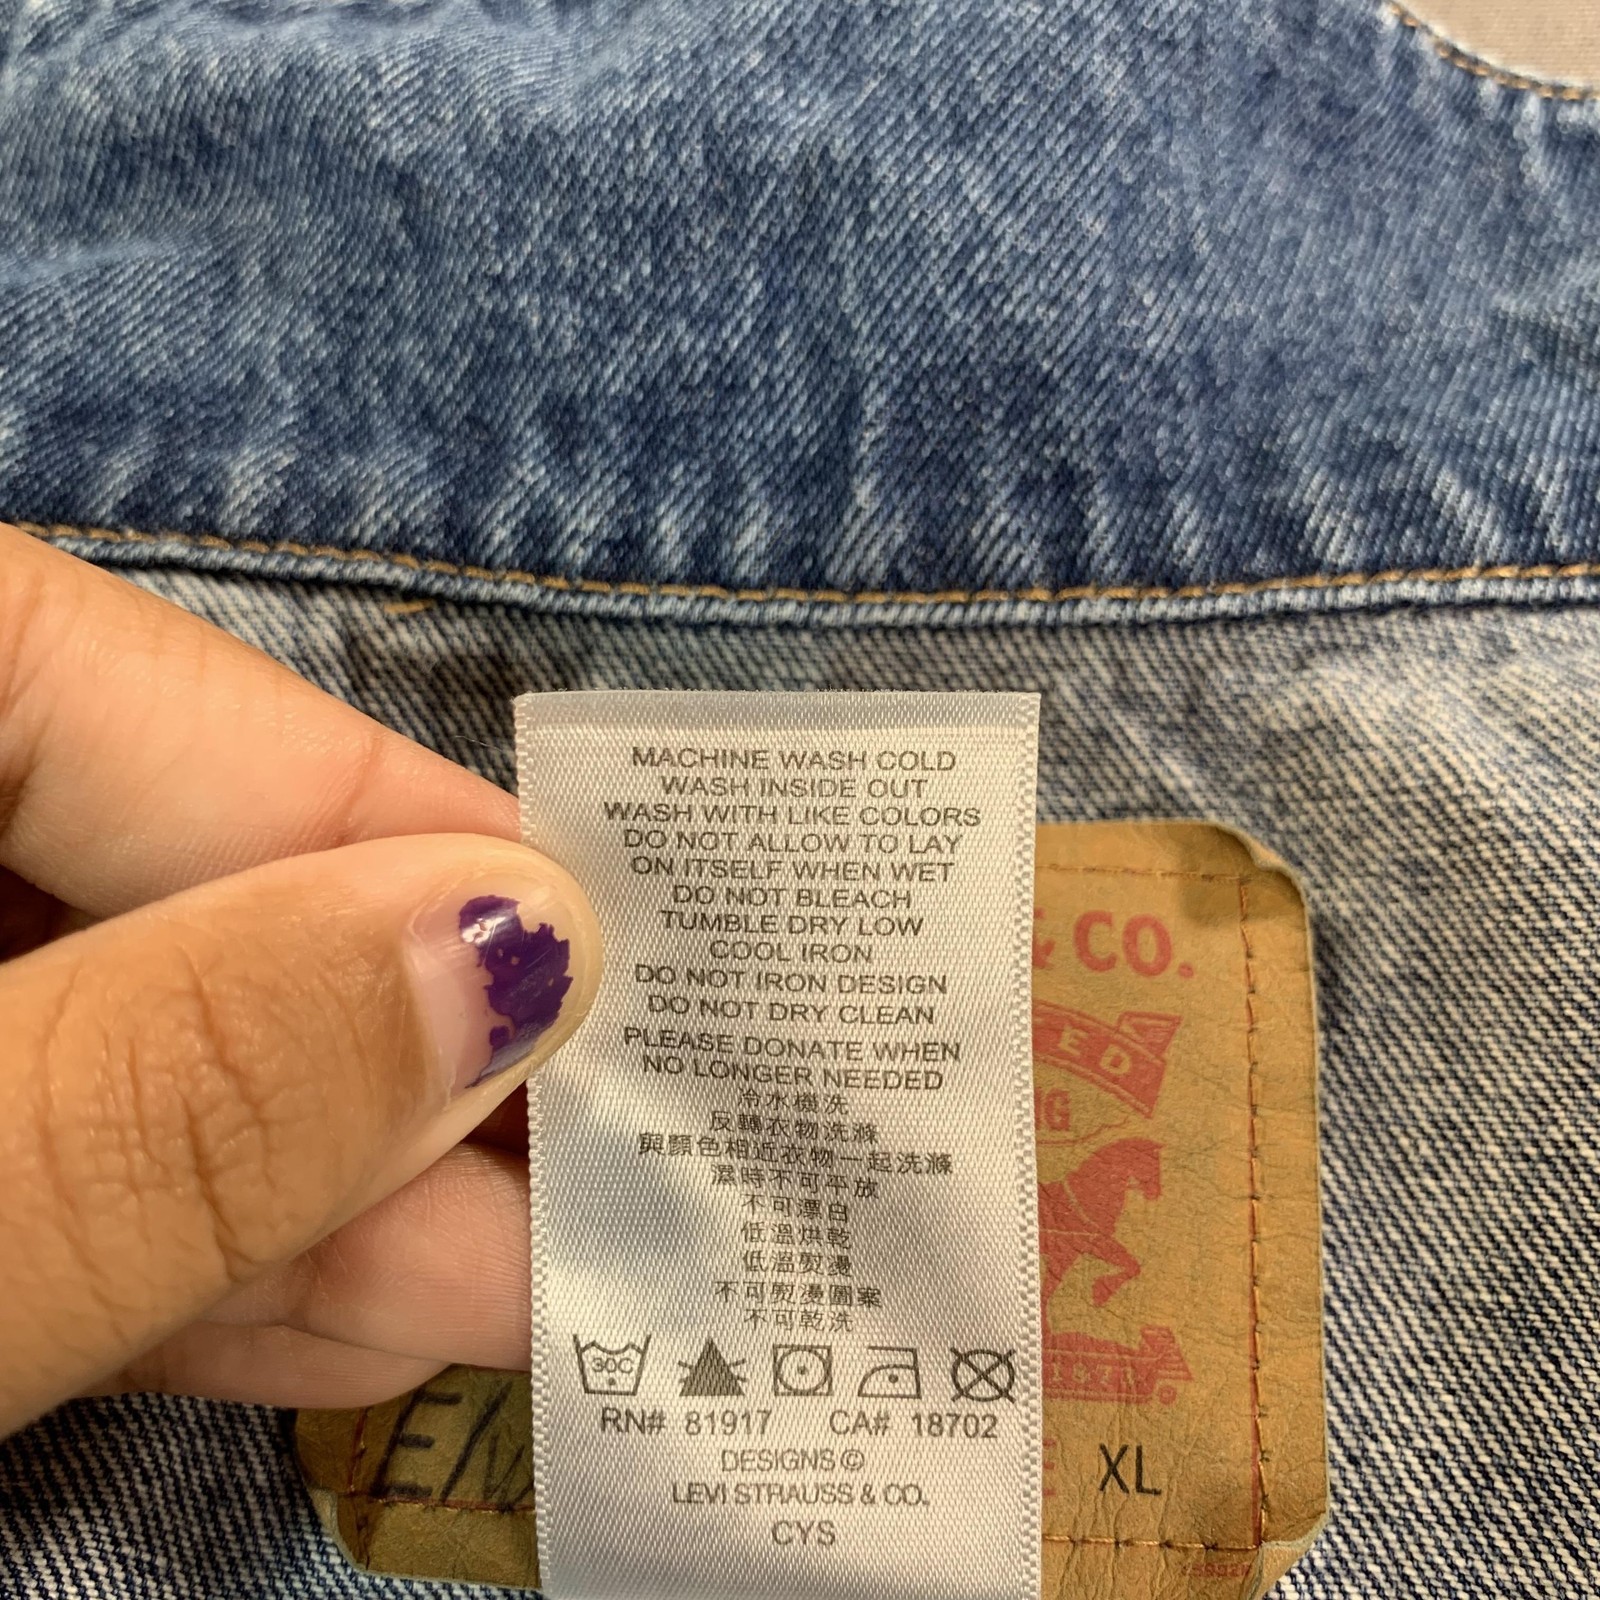 MACHINE WASH COLD
WASH INSIDE OUT
WASH WITH LIKE COLORS
DO NOT ALLOW TO LAY
ON ITSELF WHEN WET
DO NOT BLEACH
TUMBLE DRY LOW
COOL IRON
DO NOT IRON DESIGN
DO NOT DRY CLEAN
PLEASE DONATE WHEN
NO LONGER NEEDED
冷水機洗
反轉衣物洗滌
與顏色相近衣物一起洗滌
濕時不可平放
不可漂白
低溫烘乾
低溫熨燙
不可熨燙圖案
不可乾洗
30C
RN# 81917 CA# 18702
DESIGNS ©
LEVI STRAUSS & CO.
CYS
& CO.
XL